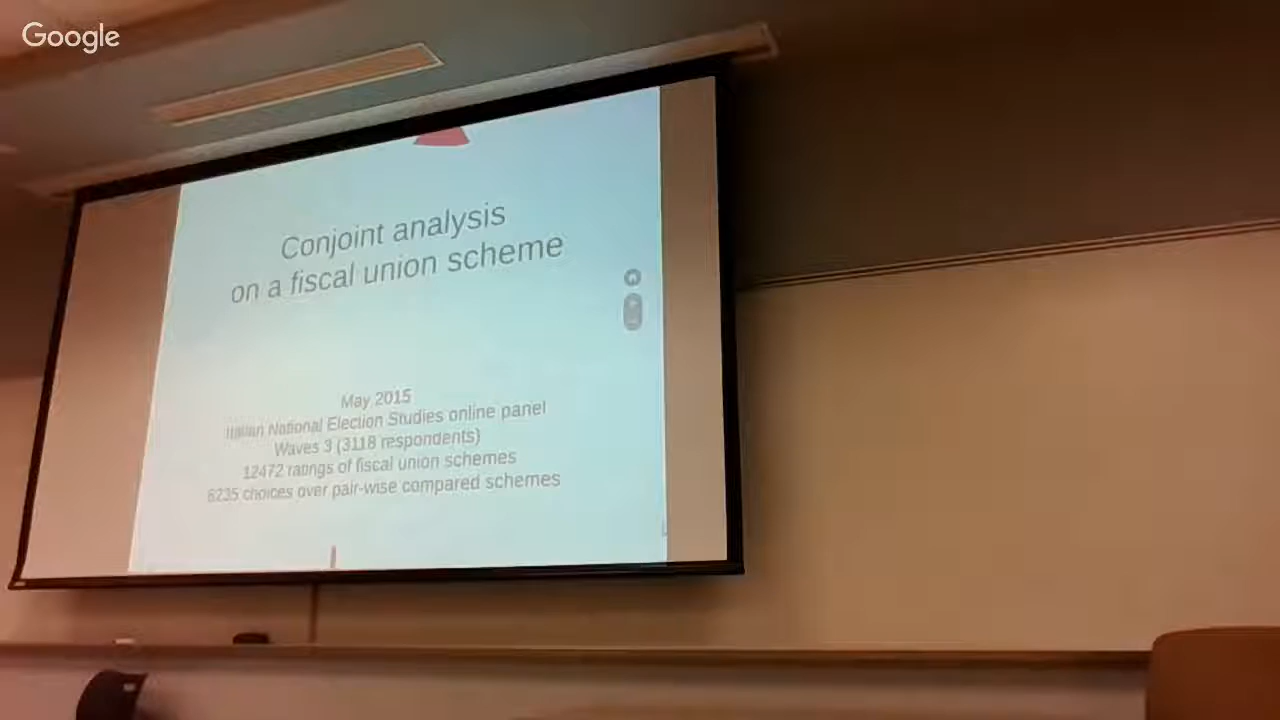 Google
Conjoint analysis
on a fiscal union scheme
May 2015
Italian National Election Studies online panel
Waves 3 (3118 respondents)
12472 ratings of fiscal union schemes
6235 choices over pair-wise compared schemes